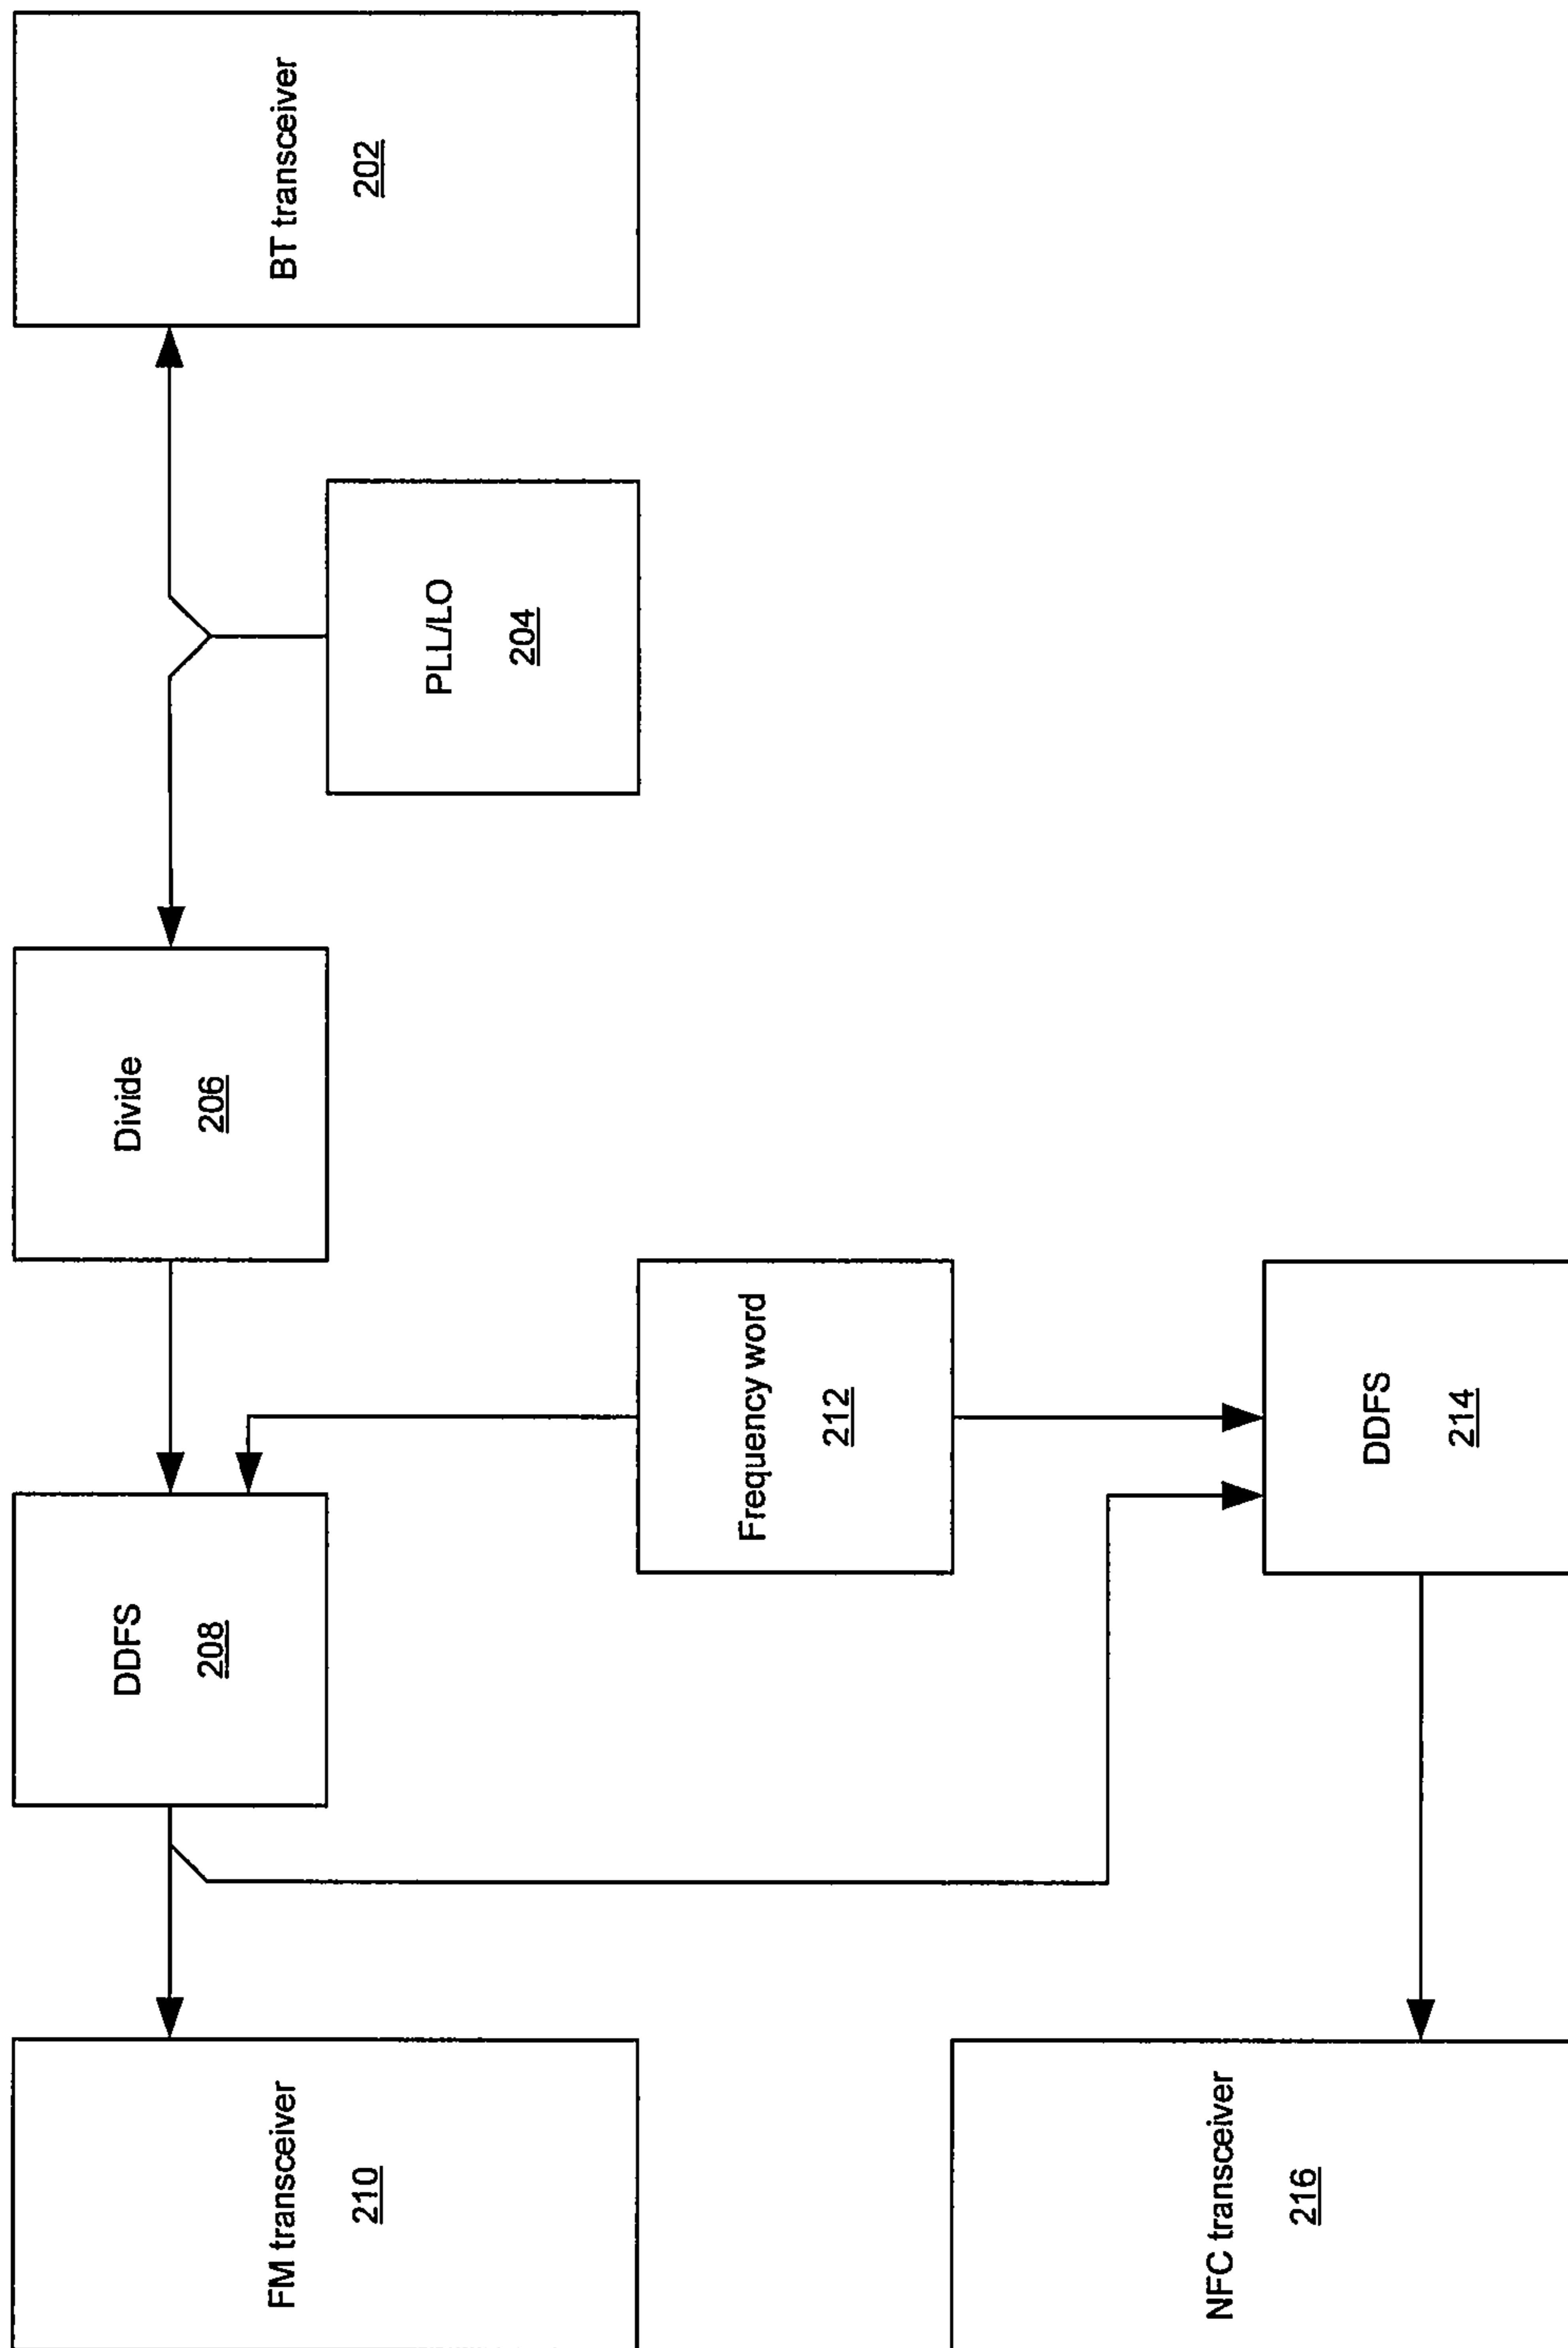 FM transceiver
210
DDFS
208
Divide
206
BT transceiver
202
PLL/LO
204
Frequency word
212
NFC transceiver
216
DDFS
214